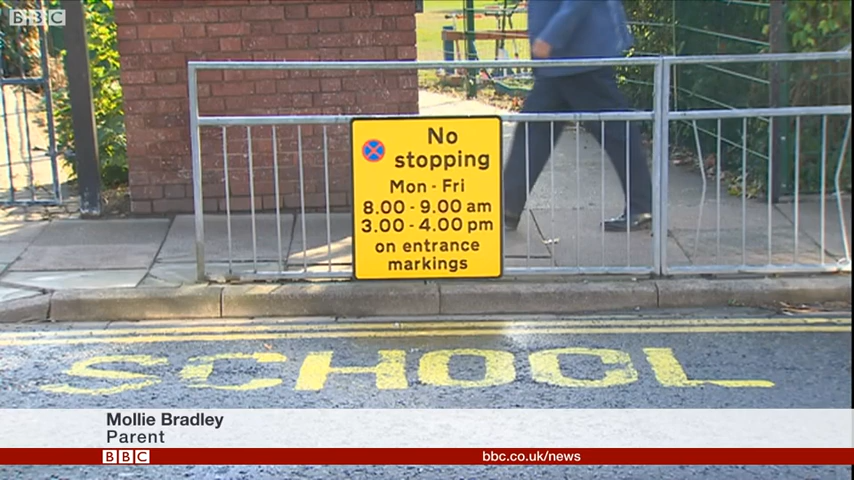 BBC
No
stopping
Mon - Fri
8.00 - 9.00 am
3.00 - 4.00 pm
on entrance
markings
SCHOOL
Mollie Bradley
Parent
BBC
bbc.co.uk/news